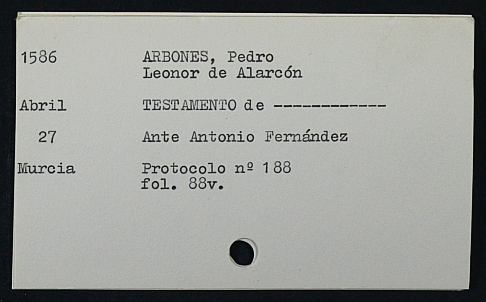 1586 ARBONES, Pedro
Leonor de Alarcón
Abril TESTAMENTO de ------------
27 Ante Antonio Fernández
Murcia Protocolo nº 188
fol. 88v.